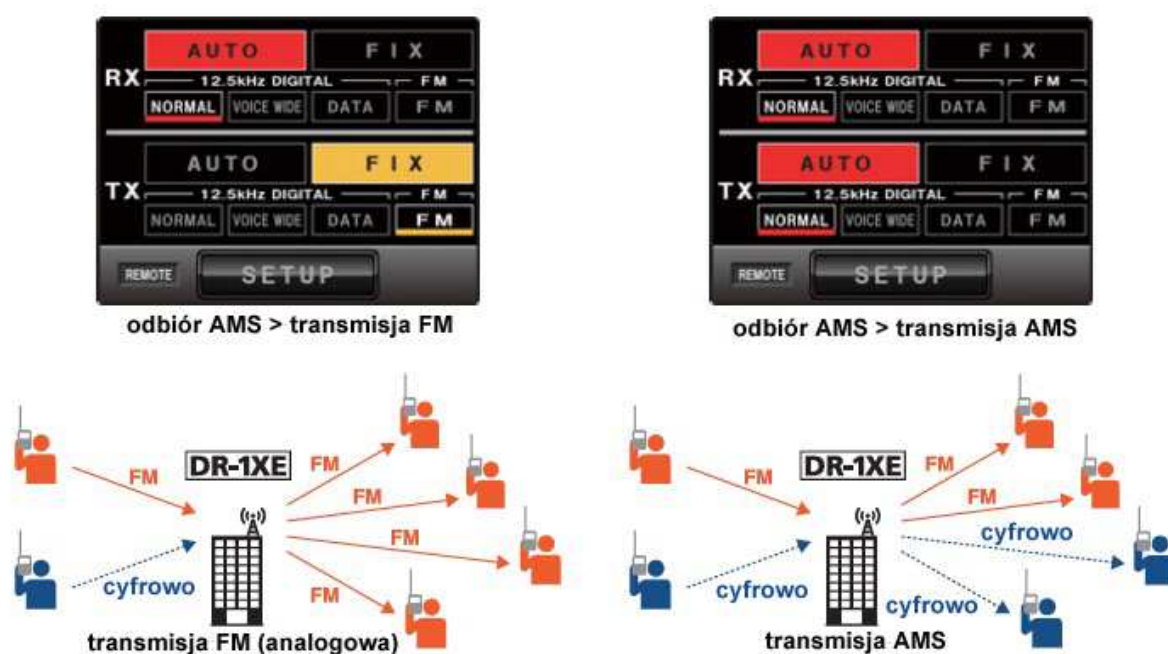 AUTO FIX
RX 12.5kHz DIGITAL FM
NORMAL VOICE WIDE DATA FM
AUTO FIX
TX 12.5kHz DIGITAL FM
NORMAL VOICE WIDE DATA FM
REMOTE SETUP
odbiór AMS > transmisja FM
AUTO FIX
RX 12.5kHz DIGITAL FM
NORMAL VOICE WIDE DATA FM
AUTO FIX
TX 12.5kHz DIGITAL FM
NORMAL VOICE WIDE DATA FM
REMOTE SETUP
odbiór AMS > transmisja AMS
DR-1XE
FM
FM
FM
FM
FM
cyfrowo
transmisja FM (analogowa)
DR-1XE
FM
FM
FM
cyfrowo
cyfrowo
cyfrowo
transmisja AMS